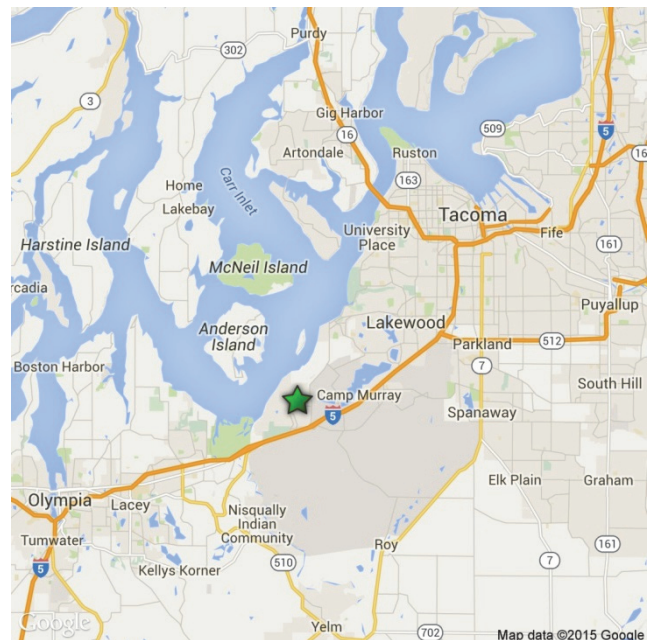 Purdy
302
3
Gig Harbor
16
509
5
Artondale
Ruston
16
163
Home
Carr Inlet
Lakebay
Tacoma
University
Place
Fife
161
Harstine Island
McNeil Island
Puyallup
Anderson
Island
Lakewood
Parkland
512
Boston Harbor
7
South Hill
Camp Murray
5
Spanaway
Elk Plain
Graham
Olympia
Lacey
Nisqually
Indian
Community
Tumwater
Roy
161
5
Kellys Korner
510
7
Yelm
702
Google
Map data ©2015 Google